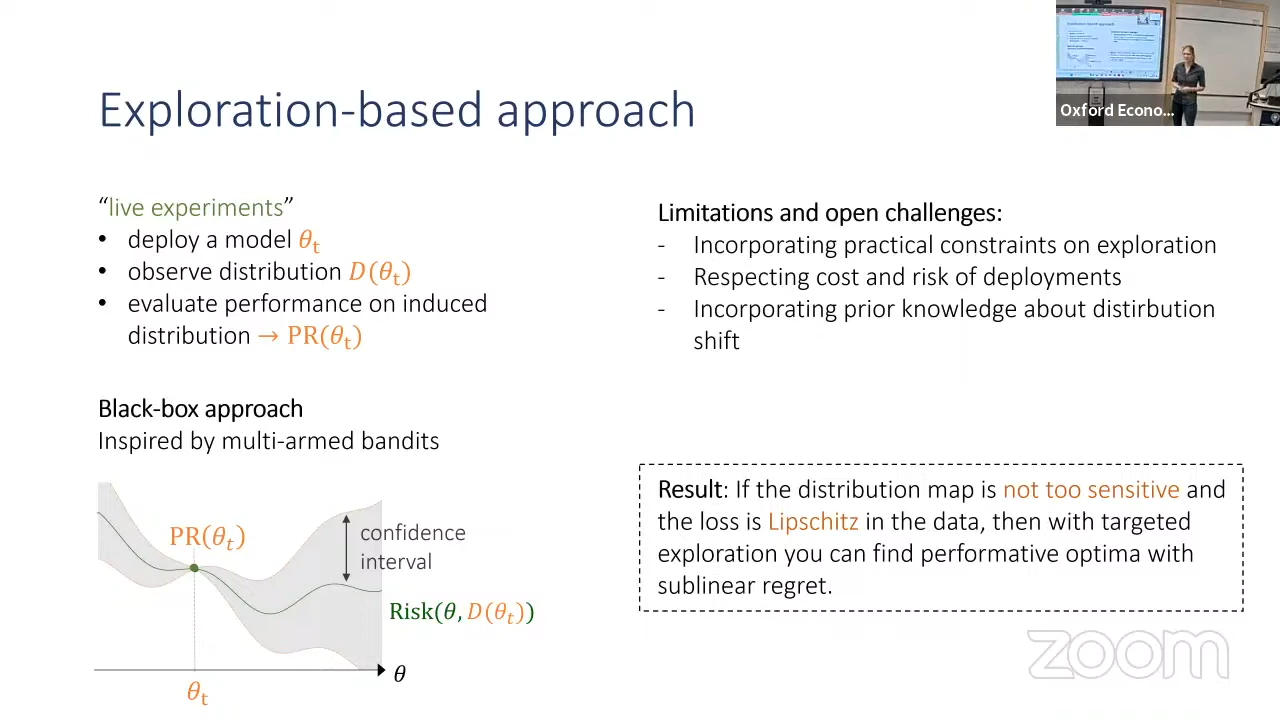 Exploration-based approach
Oxford Econo...
“live experiments”
• deploy a model θt
• observe distribution D(θt)
• evaluate performance on induced
distribution → PR(θt)
Black-box approach
Inspired by multi-armed bandits
PR(θt)
confidence
interval
Risk(θ, D(θt))
θ
θt
Limitations and open challenges:
- Incorporating practical constraints on exploration
- Respecting cost and risk of deployments
- Incorporating prior knowledge about distirbution
shift
Result: If the distribution map is not too sensitive and
the loss is Lipschitz in the data, then with targeted
exploration you can find performative optima with
sublinear regret.
zoom